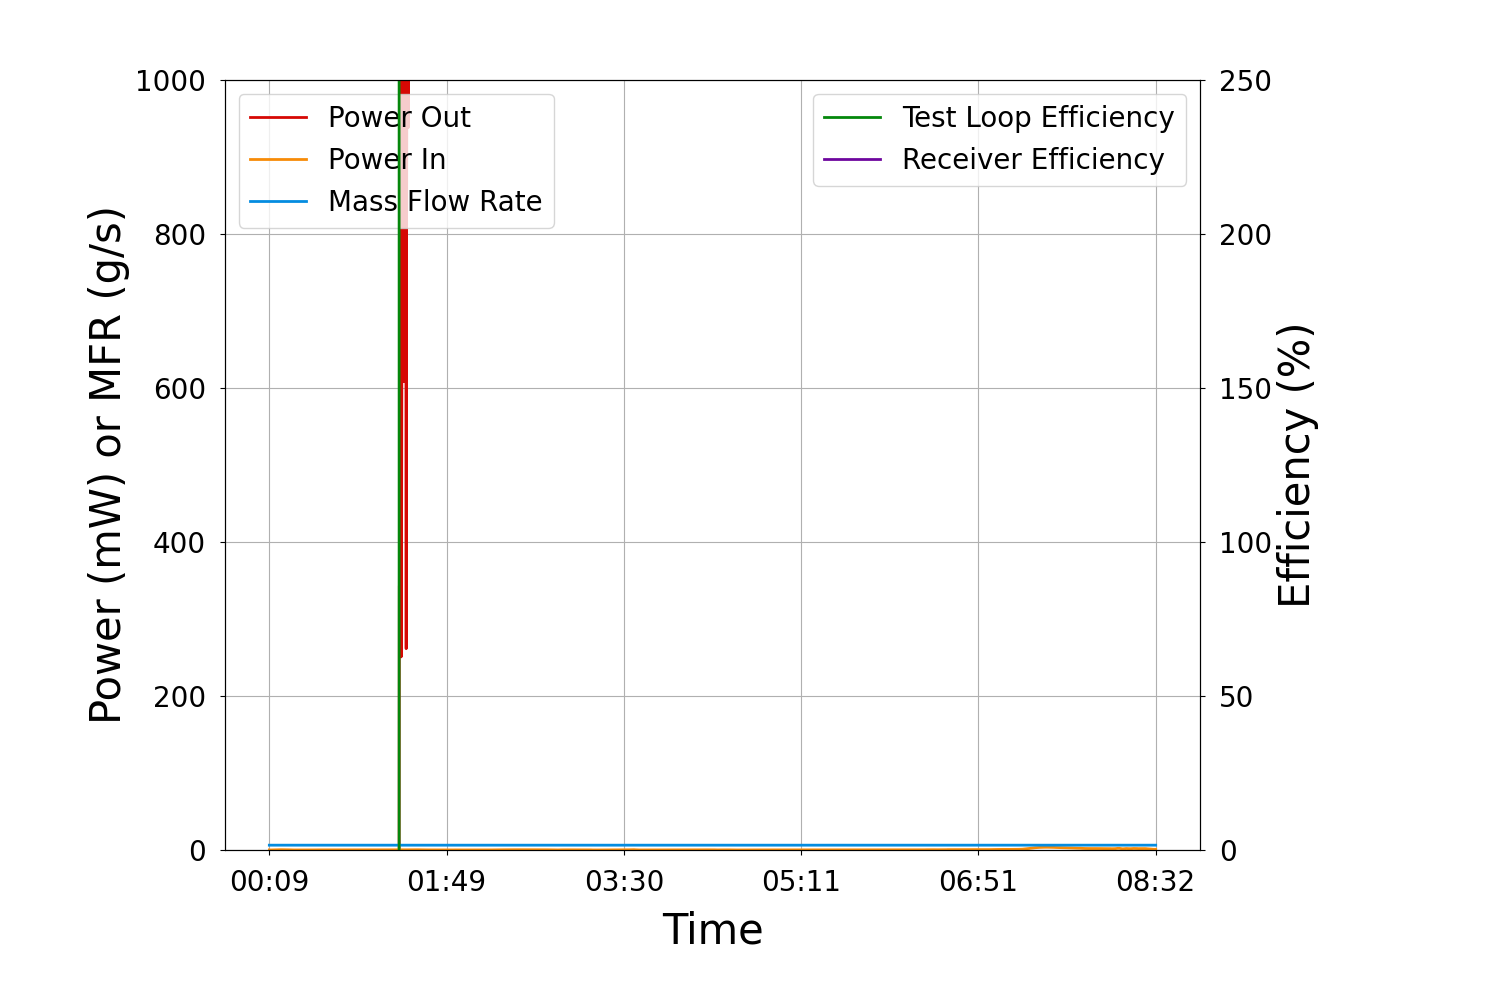 1000
800
600
400
200
0
Power (mW) or MFR (g/s)
Power Out
Power In
Mass Flow Rate
Test Loop Efficiency
Receiver Efficiency
250
200
150
100
50
0
Efficiency (%)
00:09 01:49 03:30 05:11 06:51 08:32
Time